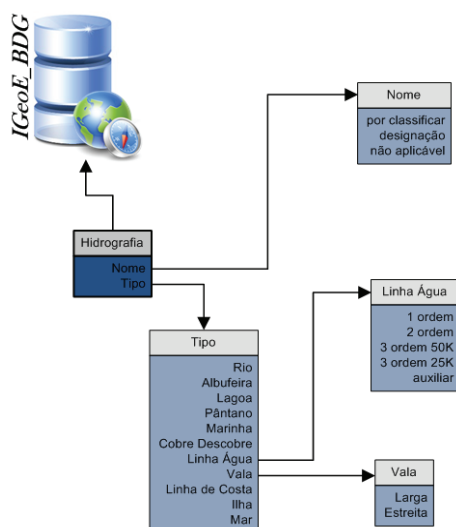 IGeoE_BDG
Nome
por classificar
designação
não aplicável
Hidrografia
Nome
Tipo
Linha Água
1 ordem
2 ordem
3 ordem 50K
3 ordem 25K
auxiliar
Tipo
Rio
Albufeira
Lagoa
Pântano
Marinha
Cobre Descobre
Linha Água
Vala
Linha de Costa
Ilha
Mar
Vala
Larga
Estreita